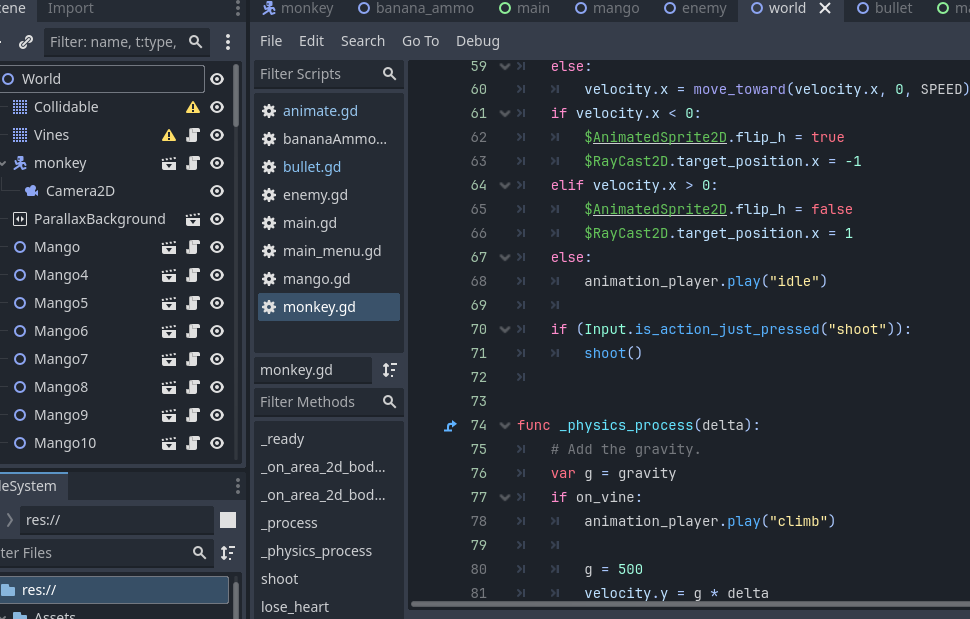 cene Import
monkey banana_ammo main mango enemy world bullet
Filter: name, t:type,
File Edit Search Go To Debug
World
Collidable
Vines
monkey
Camera2D
ParallaxBackground
Mango
Mango4
Mango5
Mango6
Mango7
Mango8
Mango9
Mango10
leSystem
res://
ter Files
res://
Assets
Filter Scripts
animate.gd
bananaAmmo...
bullet.gd
enemy.gd
main.gd
main_menu.gd
mango.gd
monkey.gd
monkey.gd
Filter Methods
_ready
_on_area_2d_bod...
_on_area_2d_bod...
_process
_physics_process
shoot
lose_heart
59 else:
60 velocity.x = move_toward(velocity.x, 0, SPEED)
61 if velocity.x < 0:
62 $AnimatedSprite2D.flip_h = true
63 $RayCast2D.target_position.x = -1
64 elif velocity.x > 0:
65 $AnimatedSprite2D.flip_h = false
66 $RayCast2D.target_position.x = 1
67 else:
68 animation_player.play("idle")
69
70 if (Input.is_action_just_pressed("shoot")):
71 shoot()
72
73
74 func _physics_process(delta):
75 # Add the gravity.
76 var g = gravity
77 if on_vine:
78 animation_player.play("climb")
79
80 g = 500
81 velocity.y = g * delta